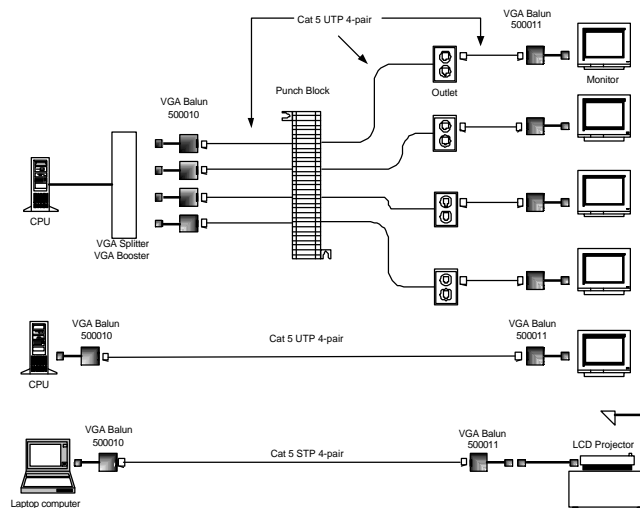 Cat 5 UTP 4-pair
VGA Balun
500011
Monitor
Outlet
Punch Block
VGA Balun
500010
CPU
VGA Splitter
VGA Booster
VGA Balun
500010
Cat 5 UTP 4-pair
VGA Balun
500011
CPU
VGA Balun
500010
Cat 5 STP 4-pair
VGA Balun
500011
LCD Projector
Laptop computer